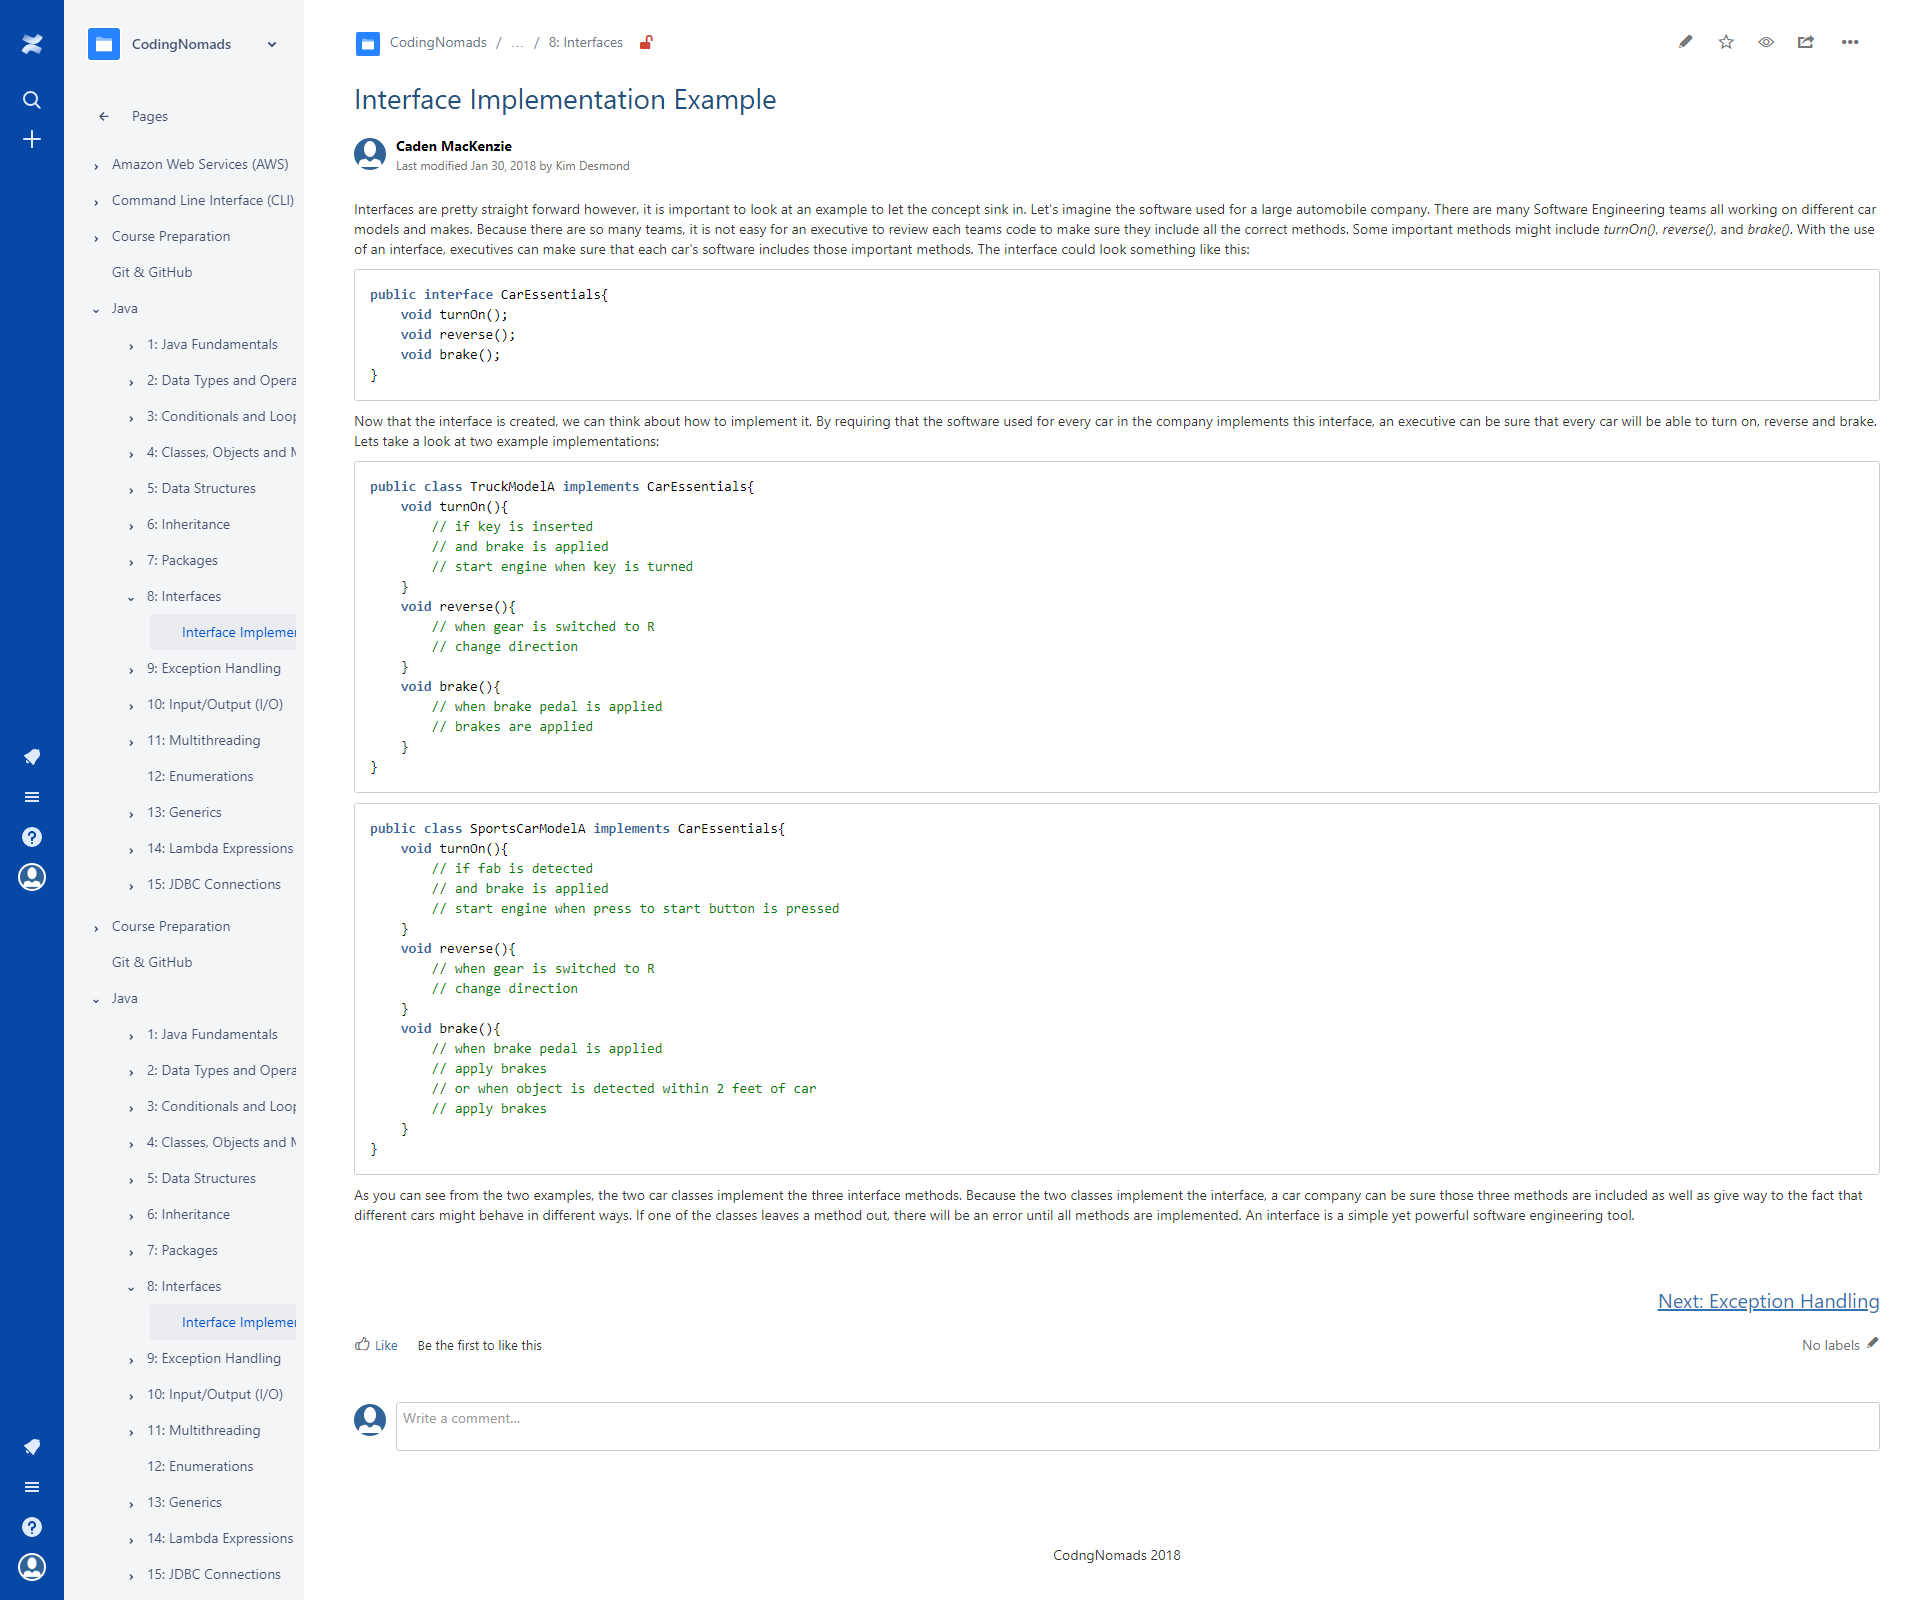 CodingNomads
Pages
Amazon Web Services (AWS)
Command Line Interface (CLI)
Course Preparation
Git & GitHub
Java
1: Java Fundamentals
2: Data Types and Opera
3: Conditionals and Loop
4: Classes, Objects and M
5: Data Structures
6: Inheritance
7: Packages
8: Interfaces
Interface Implemen
9: Exception Handling
10: Input/Output (I/O)
11: Multithreading
12: Enumerations
13: Generics
14: Lambda Expressions
15: JDBC Connections
Course Preparation
Git & GitHub
Java
1: Java Fundamentals
2: Data Types and Opera
3: Conditionals and Loop
4: Classes, Objects and M
5: Data Structures
6: Inheritance
7: Packages
8: Interfaces
Interface Implemen
9: Exception Handling
10: Input/Output (I/O)
11: Multithreading
12: Enumerations
13: Generics
14: Lambda Expressions
15: JDBC Connections
CodingNomads / ... / 8: Interfaces
Interface Implementation Example
Caden MacKenzie
Last modified Jan 30, 2018 by Kim Desmond
Interfaces are pretty straight forward however, it is important to look at an example to let the concept sink in. Let's imagine the software used for a large automobile company. There are many Software Engineering teams all working on different car
models and makes. Because there are so many teams, it is not easy for an executive to review each teams code to make sure they include all the correct methods. Some important methods might include turnOn(), reverse(), and brake(). With the use
of an interface, executives can make sure that each car's software includes those important methods. The interface could look something like this:
public interface CarEssentials{
    void turnOn();
    void reverse();
    void brake();
}
Now that the interface is created, we can think about how to implement it. By requiring that the software used for every car in the company implements this interface, an executive can be sure that every car will be able to turn on, reverse and brake.
Lets take a look at two example implementations:
public class TruckModelA implements CarEssentials{
    void turnOn(){
        // if key is inserted
        // and brake is applied
        // start engine when key is turned
    }
    void reverse(){
        // when gear is switched to R
        // change direction
    }
    void brake(){
        // when brake pedal is applied
        // brakes are applied
    }
}
public class SportsCarModelA implements CarEssentials{
    void turnOn(){
        // if fab is detected
        // and brake is applied
        // start engine when press to start button is pressed
    }
    void reverse(){
        // when gear is switched to R
        // change direction
    }
    void brake(){
        // when brake pedal is applied
        // apply brakes
        // or when object is detected within 2 feet of car
        // apply brakes
    }
}
As you can see from the two examples, the two car classes implement the three interface methods. Because the two classes implement the interface, a car company can be sure those three methods are included as well as give way to the fact that
different cars might behave in different ways. If one of the classes leaves a method out, there will be an error until all methods are implemented. An interface is a simple yet powerful software engineering tool.
Next: Exception Handling
Like Be the first to like this
No labels
Write a comment...
CodngNomads 2018